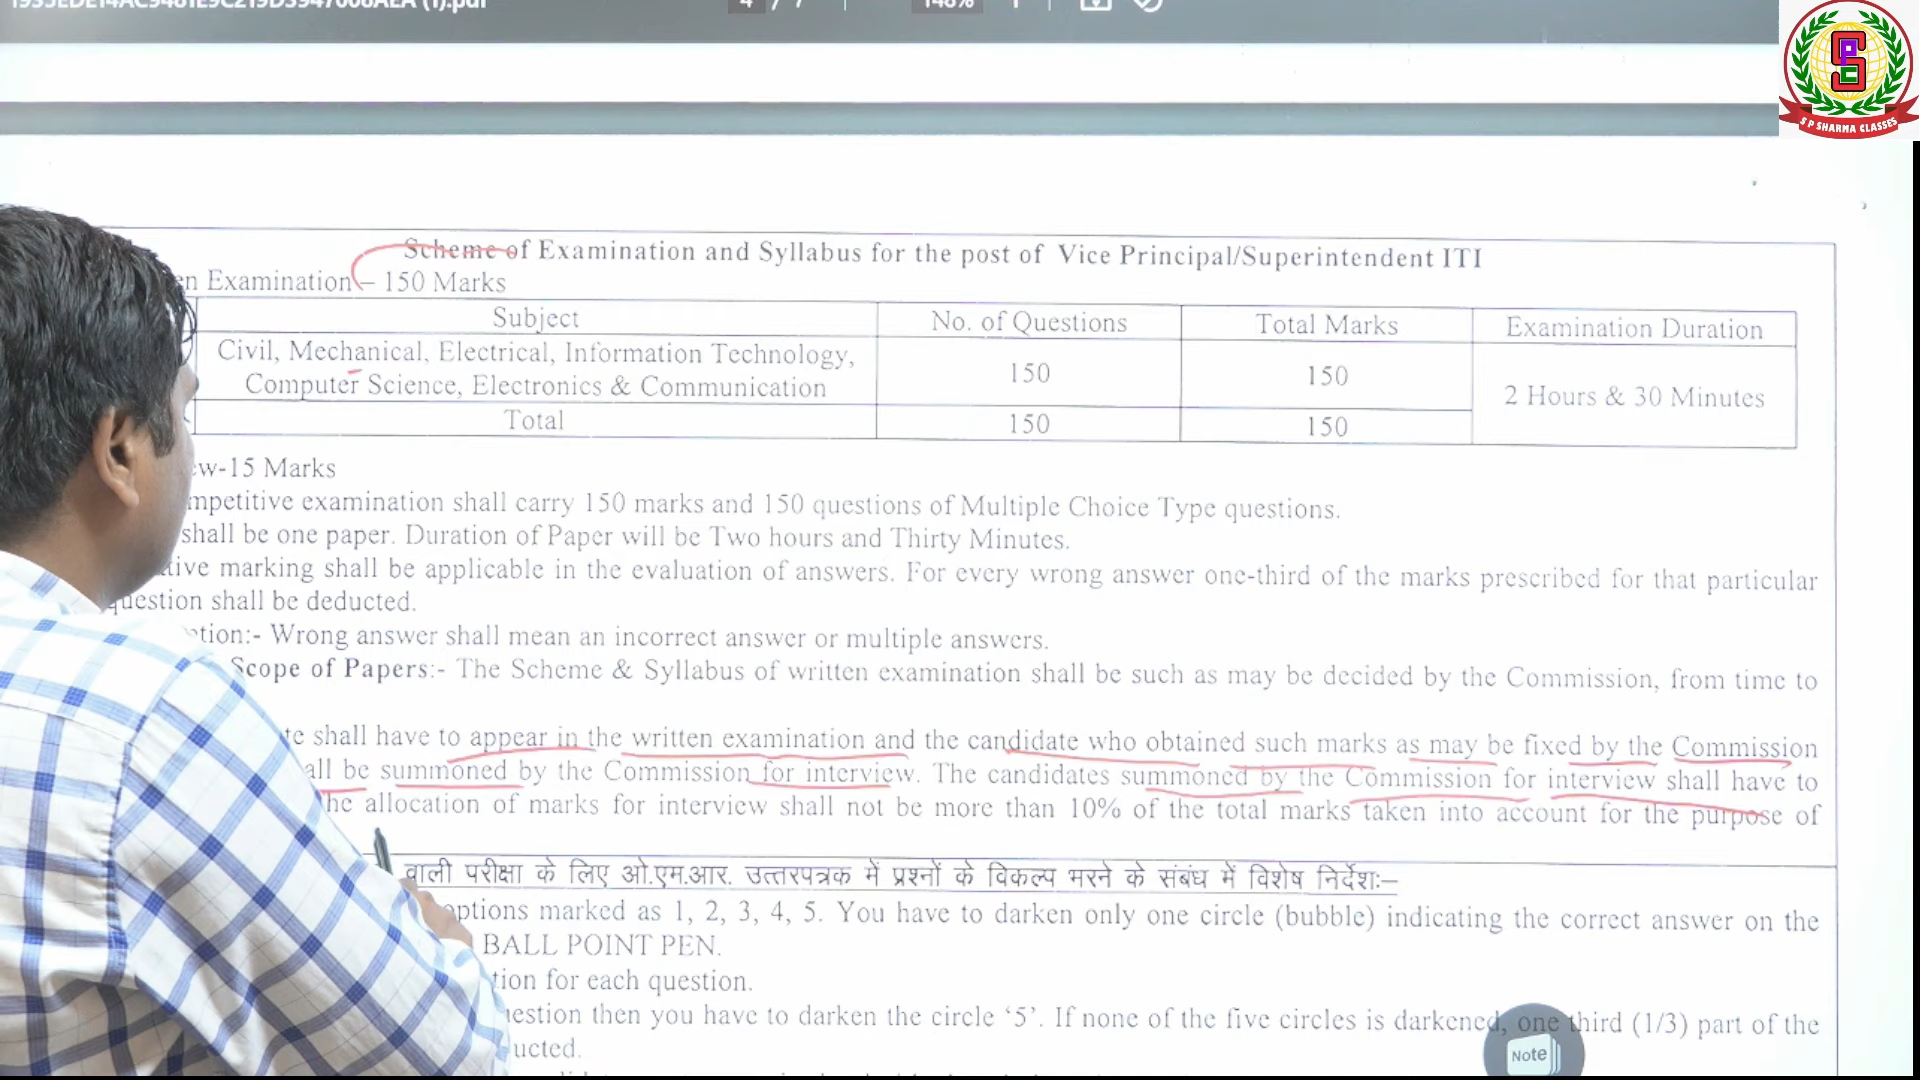 1935EDE14AC9481E9C219D3947008AEA (1).pdf
4 / 7
148%
S P SHARMA CLASSES
Scheme of Examination and Syllabus for the post of Vice Principal/Superintendent ITI
en Examination – 150 Marks
Subject No. of Questions Total Marks Examination Duration
Civil, Mechanical, Electrical, Information Technology,
Computer Science, Electronics & Communication 150 150 2 Hours & 30 Minutes
Total 150 150
ew-15 Marks
mpetitive examination shall carry 150 marks and 150 questions of Multiple Choice Type questions.
shall be one paper. Duration of Paper will be Two hours and Thirty Minutes.
tive marking shall be applicable in the evaluation of answers. For every wrong answer one-third of the marks prescribed for that particular
question shall be deducted.
tion:- Wrong answer shall mean an incorrect answer or multiple answers.
Scope of Papers:- The Scheme & Syllabus of written examination shall be such as may be decided by the Commission, from time to
te shall have to appear in the written examination and the candidate who obtained such marks as may be fixed by the Commission
all be summoned by the Commission for interview. The candidates summoned by the Commission for interview shall have to
he allocation of marks for interview shall not be more than 10% of the total marks taken into account for the purpose of
वाली परीक्षा के लिए ओ.एम.आर. उत्तरपत्रक में प्रश्नों के विकल्प भरने के संबंध में विशेष निर्देशः–
options marked as 1, 2, 3, 4, 5. You have to darken only one circle (bubble) indicating the correct answer on the
BALL POINT PEN.
tion for each question.
uestion then you have to darken the circle ‘5’. If none of the five circles is darkened, one third (1/3) part of the
ucted.
Note